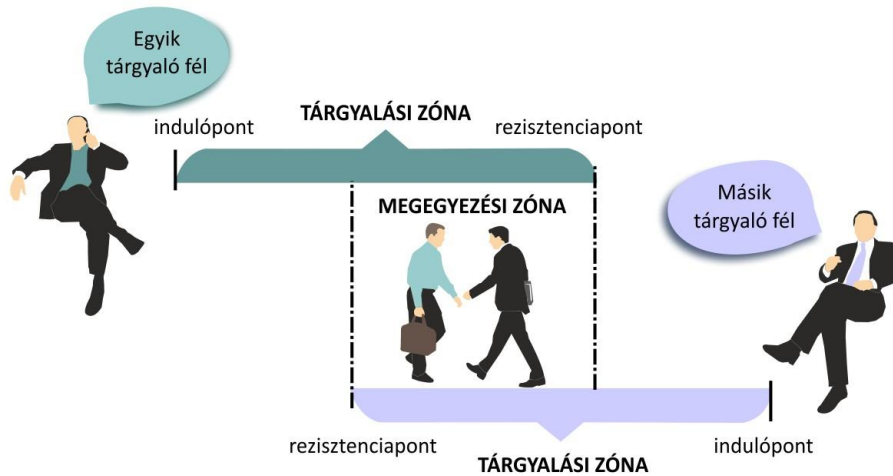 Egyik
tárgyaló fél
indulópont
TÁRGYALÁSI ZÓNA
rezisztenciapont
MEGEGYEZÉSI ZÓNA
Másik
tárgyaló fél
rezisztenciapont
TÁRGYALÁSI ZÓNA
indulópont